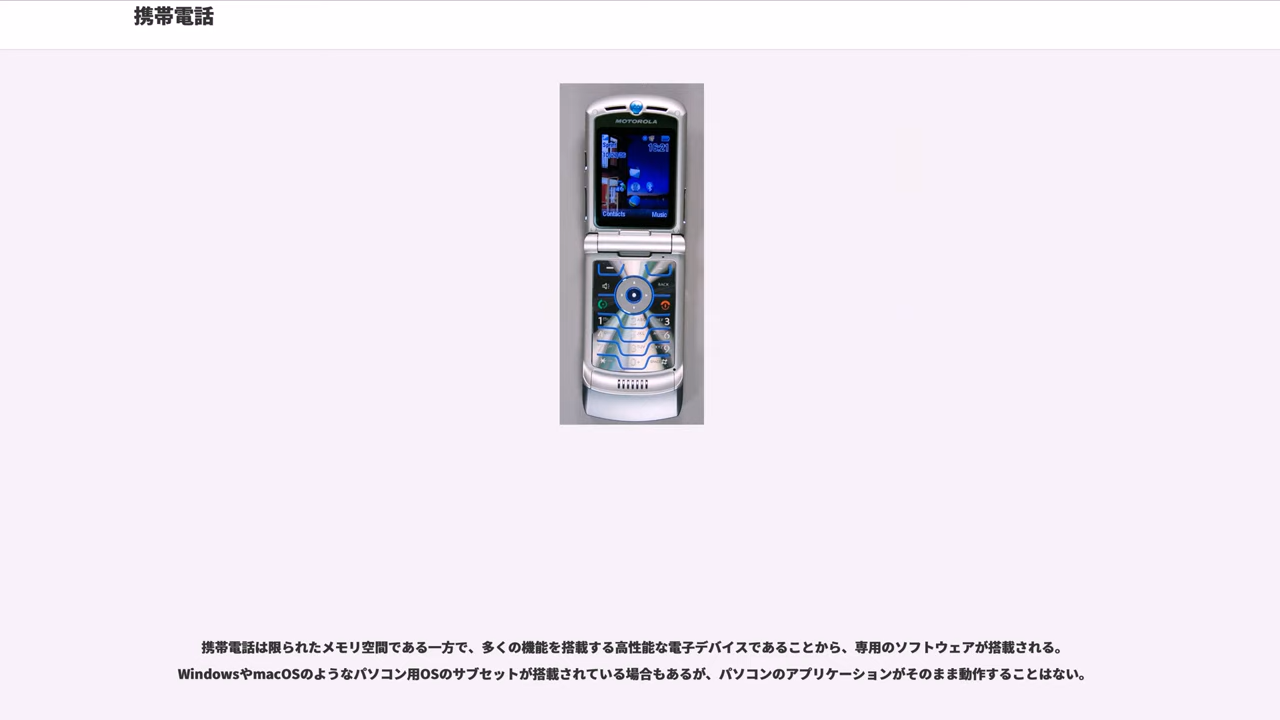 携帯電話
MOTOROLA
15:21
Contacts
Music
BACK
1
3
携帯電話は限られたメモリ空間である一方で、多くの機能を搭載する高性能な電子デバイスであることから、専用のソフトウェアが搭載される。
WindowsやmacOSのようなパソコン用OSのサブセットが搭載されている場合もあるが、パソコンのアプリケーションがそのまま動作することはない。